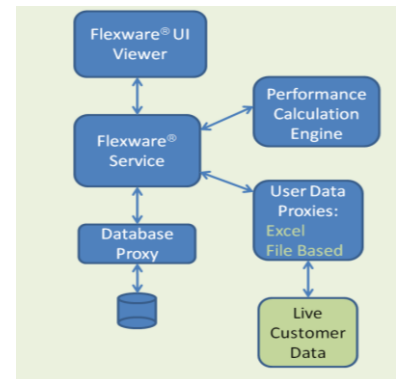 Flexware® UI
Viewer
Performance
Calculation
Engine
Flexware®
Service
User Data
Proxies:
Excel
File Based
Database
Proxy
Live
Customer
Data